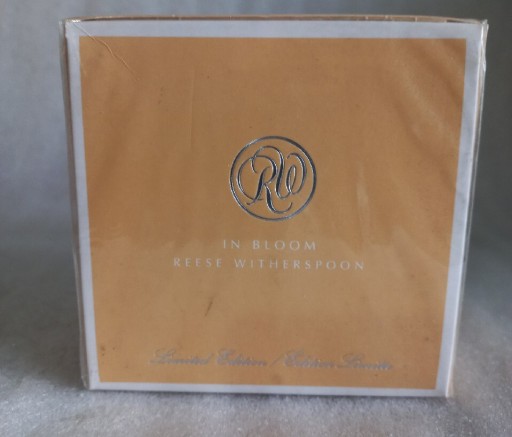 RW
IN BLOOM
REESE WITHERSPOON
Limited Edition / Édition Limitée